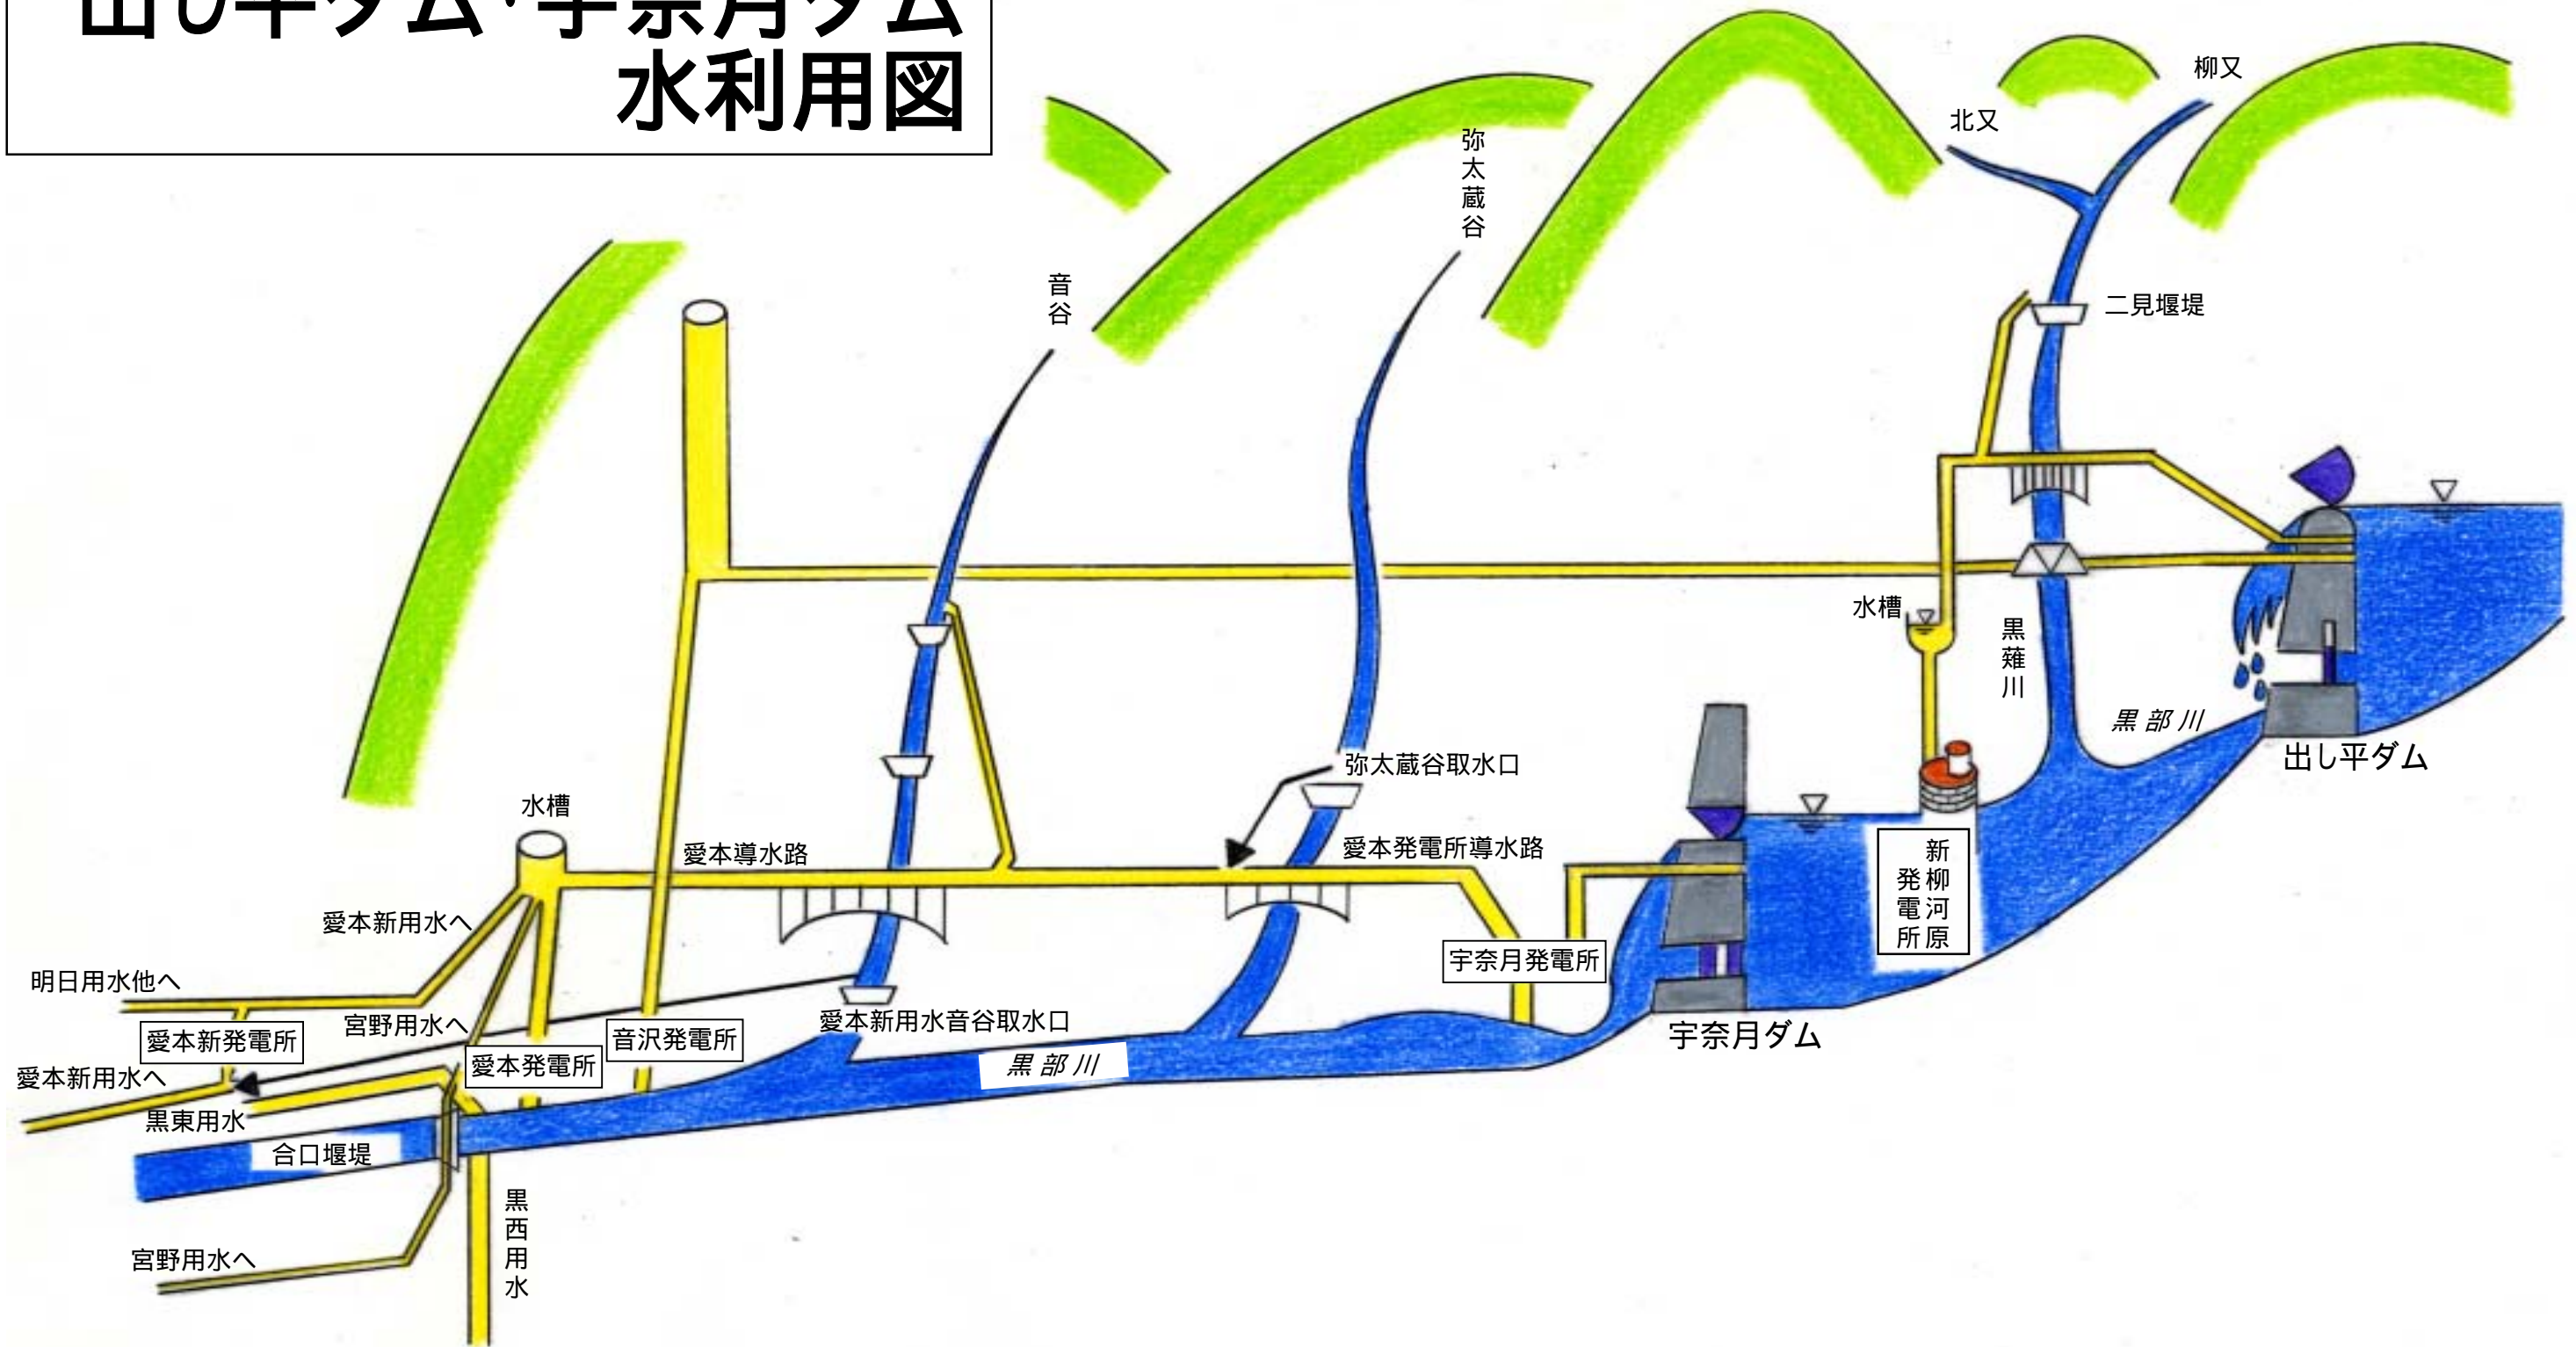 出し平ダム・宇奈月ダム
水利用図
柳又
北又
弥太蔵谷
音谷
二見堰堤
水槽
黒薙川
黒部川
出し平ダム
弥太蔵谷取水口
水槽
愛本導水路
愛本発電所導水路
新柳河原
発電所
愛本新用水へ
宇奈月発電所
明日用水他へ
宮野用水へ
愛本新用水音谷取水口
愛本新発電所
音沢発電所
宇奈月ダム
愛本発電所
黒部川
愛本新用水へ
黒東用水
合口堰堤
黒西用水
宮野用水へ